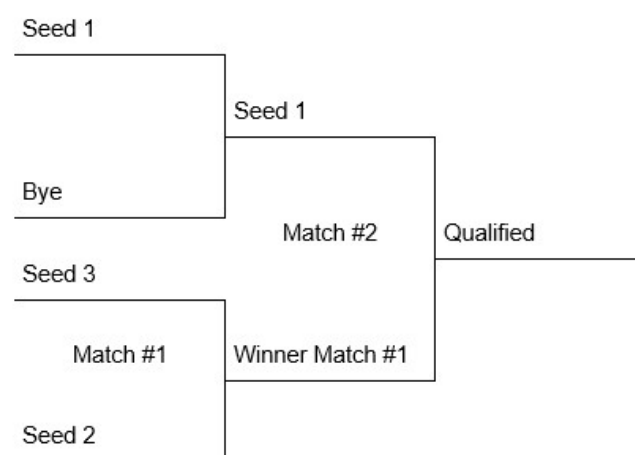 Seed 1
Seed 1
Bye
Match #2
Qualified
Seed 3
Match #1
Winner Match #1
Seed 2